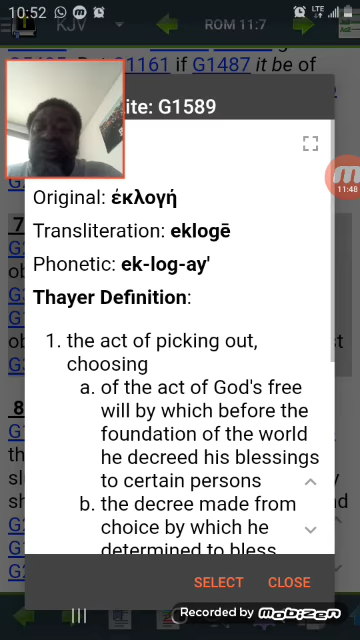 10:52 LTE
KJV ROM 11:7
G1161 if G1487 it be of
ite: G1589
11:48
Original: ἐκλογή
Transliteration: eklogē
Phonetic: ek-log-ay'
Thayer Definition:
1. the act of picking out,
choosing
a. of the act of God's free
will by which before the
foundation of the world
he decreed his blessings
to certain persons
b. the decree made from
choice by which he
determined to bless
SELECT CLOSE
Recorded by mobizen